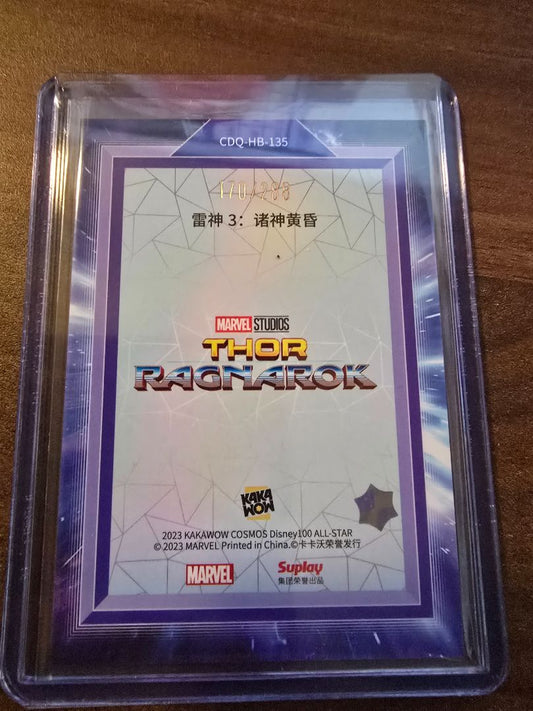 CDQ-HB-135
170/288
雷神 3：诸神黄昏
MARVEL STUDIOS
THOR
RAGNAROK
KAKA
WOW
2023 KAKAWOW COSMOS Disney100 ALL-STAR
© 2023 MARVEL Printed in China.©卡卡沃荣誉发行
MARVEL
Suplay
集团荣誉出品